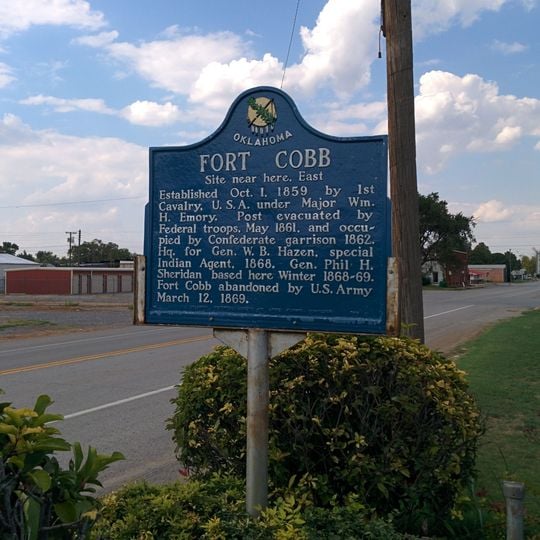 OKLAHOMA
FORT COBB
Site near here, East
Established Oct. 1, 1859 by 1st
Cavalry, U.S.A. under Major Wm.
H. Emory. Post evacuated by
Federal troops, May 1861, and occu-
pied by Confederate garrison 1862.
Hq. for Gen. W. B. Hazen, special
Indian Agent, 1868. Gen. Phil H.
Sheridan based here Winter 1868-69.
Fort Cobb abandoned by U.S. Army
March 12, 1869.